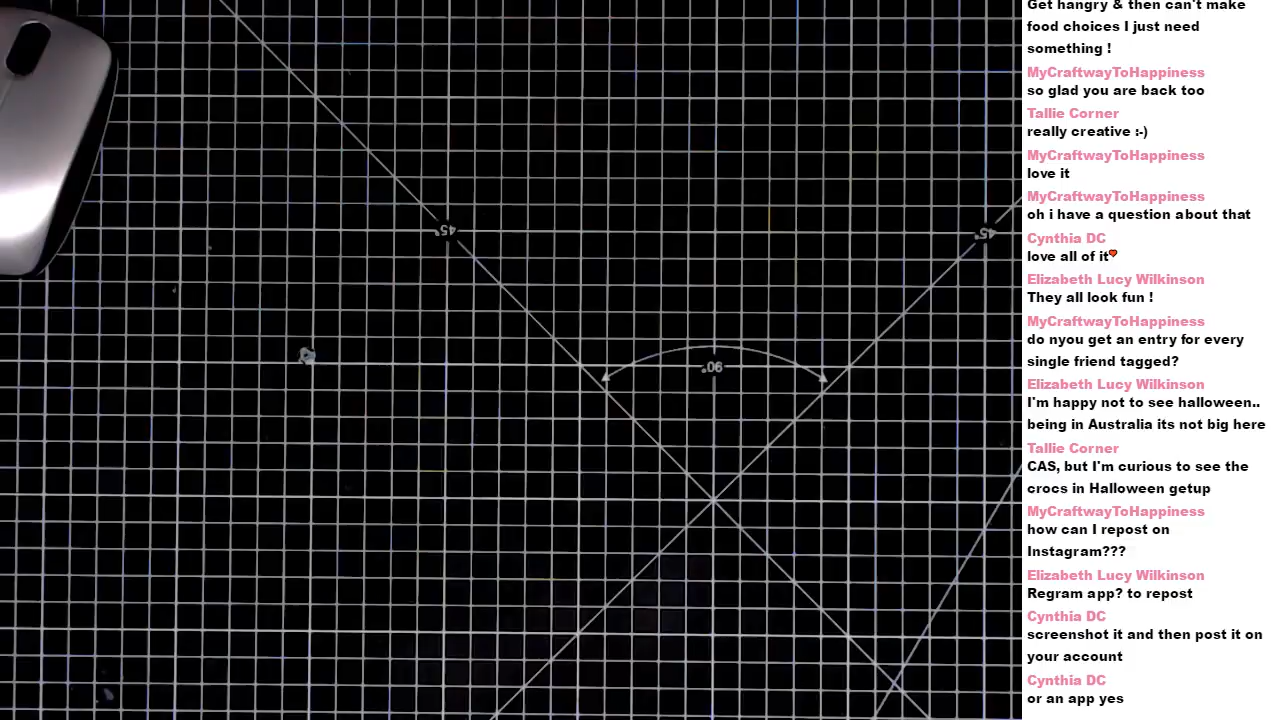 Get hangry & then can't make
food choices I just need
something !
MyCraftwayToHappiness
so glad you are back too
Tallie Corner
really creative :-)
MyCraftwayToHappiness
love it
MyCraftwayToHappiness
oh i have a question about that
Cynthia DC
love all of it❤
Elizabeth Lucy Wilkinson
They all look fun !
MyCraftwayToHappiness
do nyou get an entry for every
single friend tagged?
Elizabeth Lucy Wilkinson
I'm happy not to see halloween..
being in Australia its not big here
Tallie Corner
CAS, but I'm curious to see the
crocs in Halloween getup
MyCraftwayToHappiness
how can I repost on
Instagram???
Elizabeth Lucy Wilkinson
Regram app? to repost
Cynthia DC
screenshot it and then post it on
your account
Cynthia DC
or an app yes
45°
45°
90°